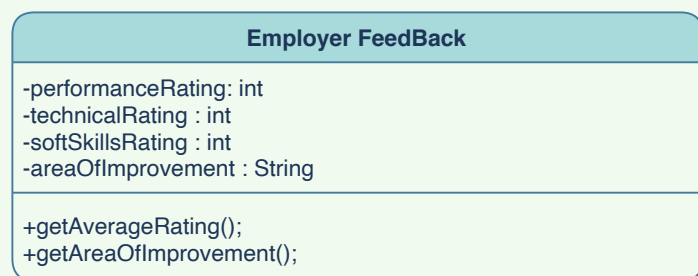 Employer FeedBack
-performanceRating: int
-technicalRating : int
-softSkillsRating : int
-areaOfImprovement : String
+getAverageRating();
+getAreaOfImprovement();